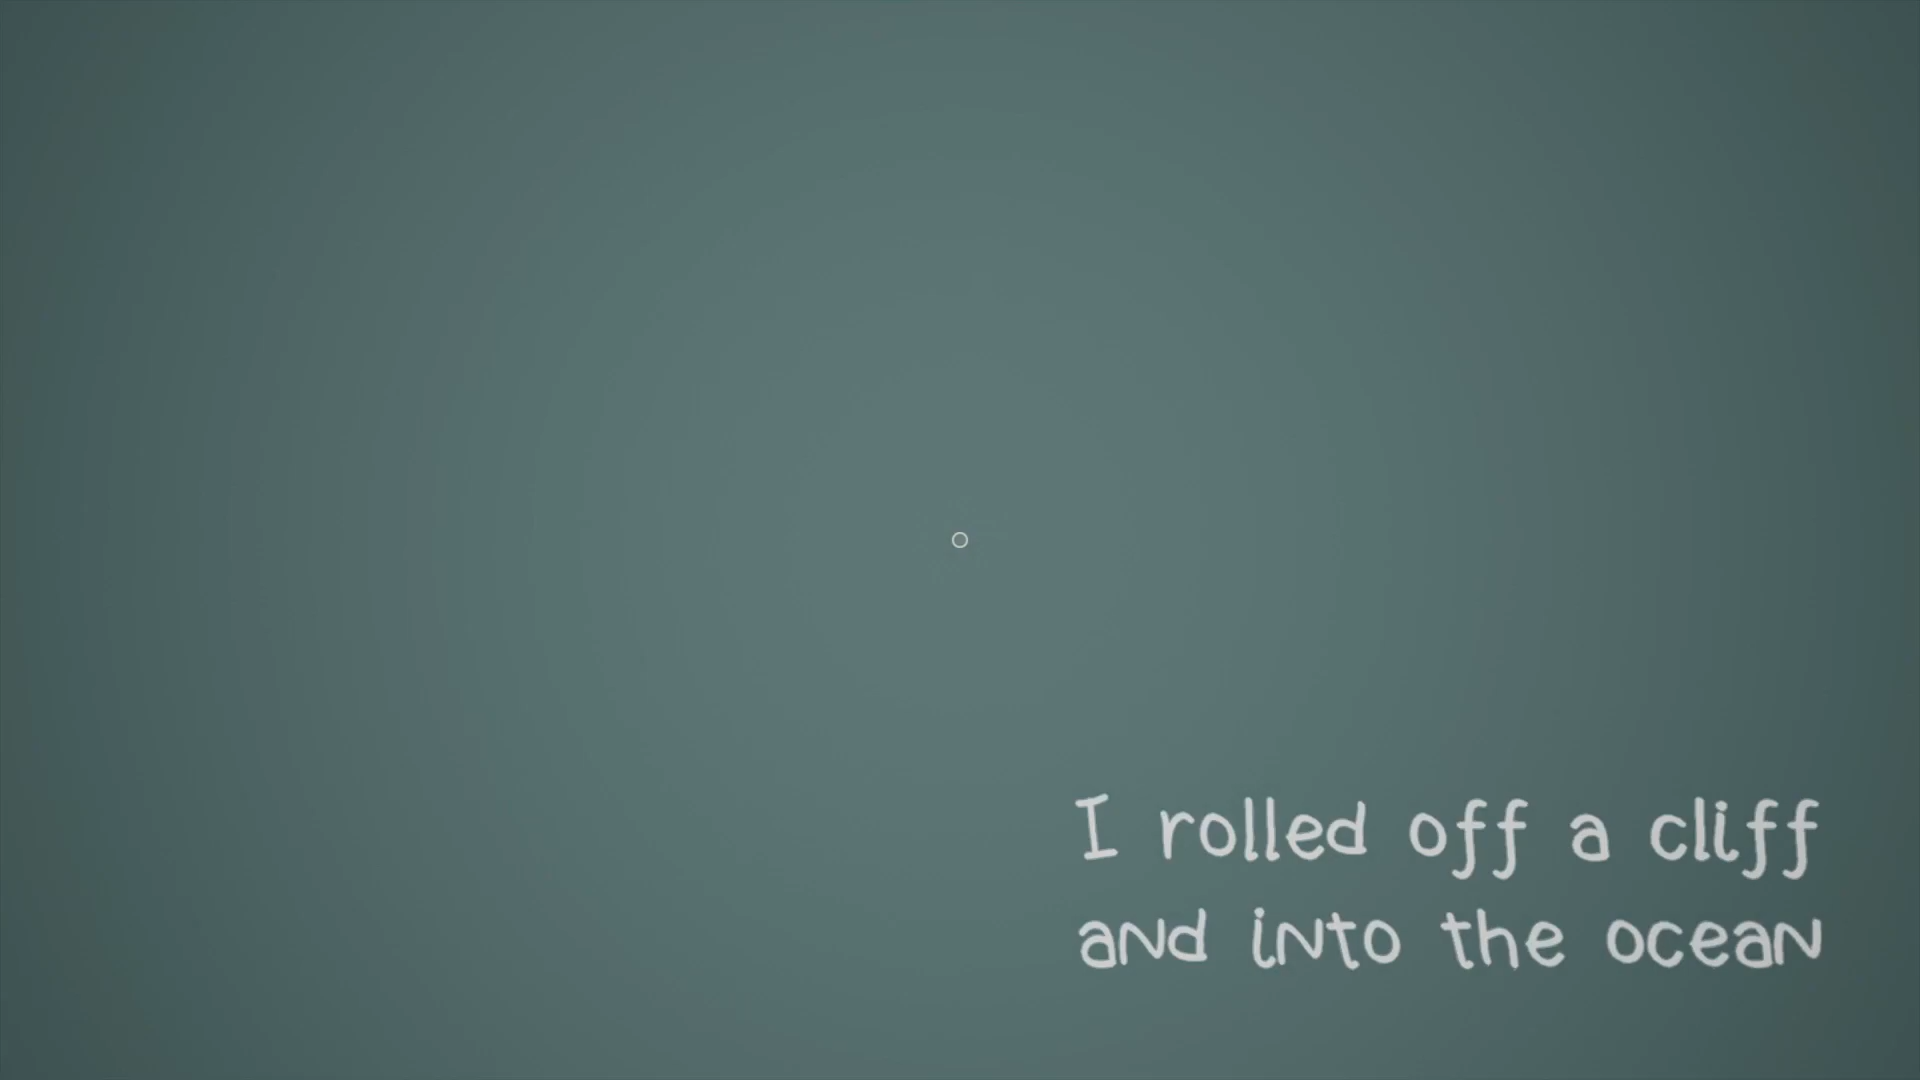 I rolled off a cliff
and into the ocean